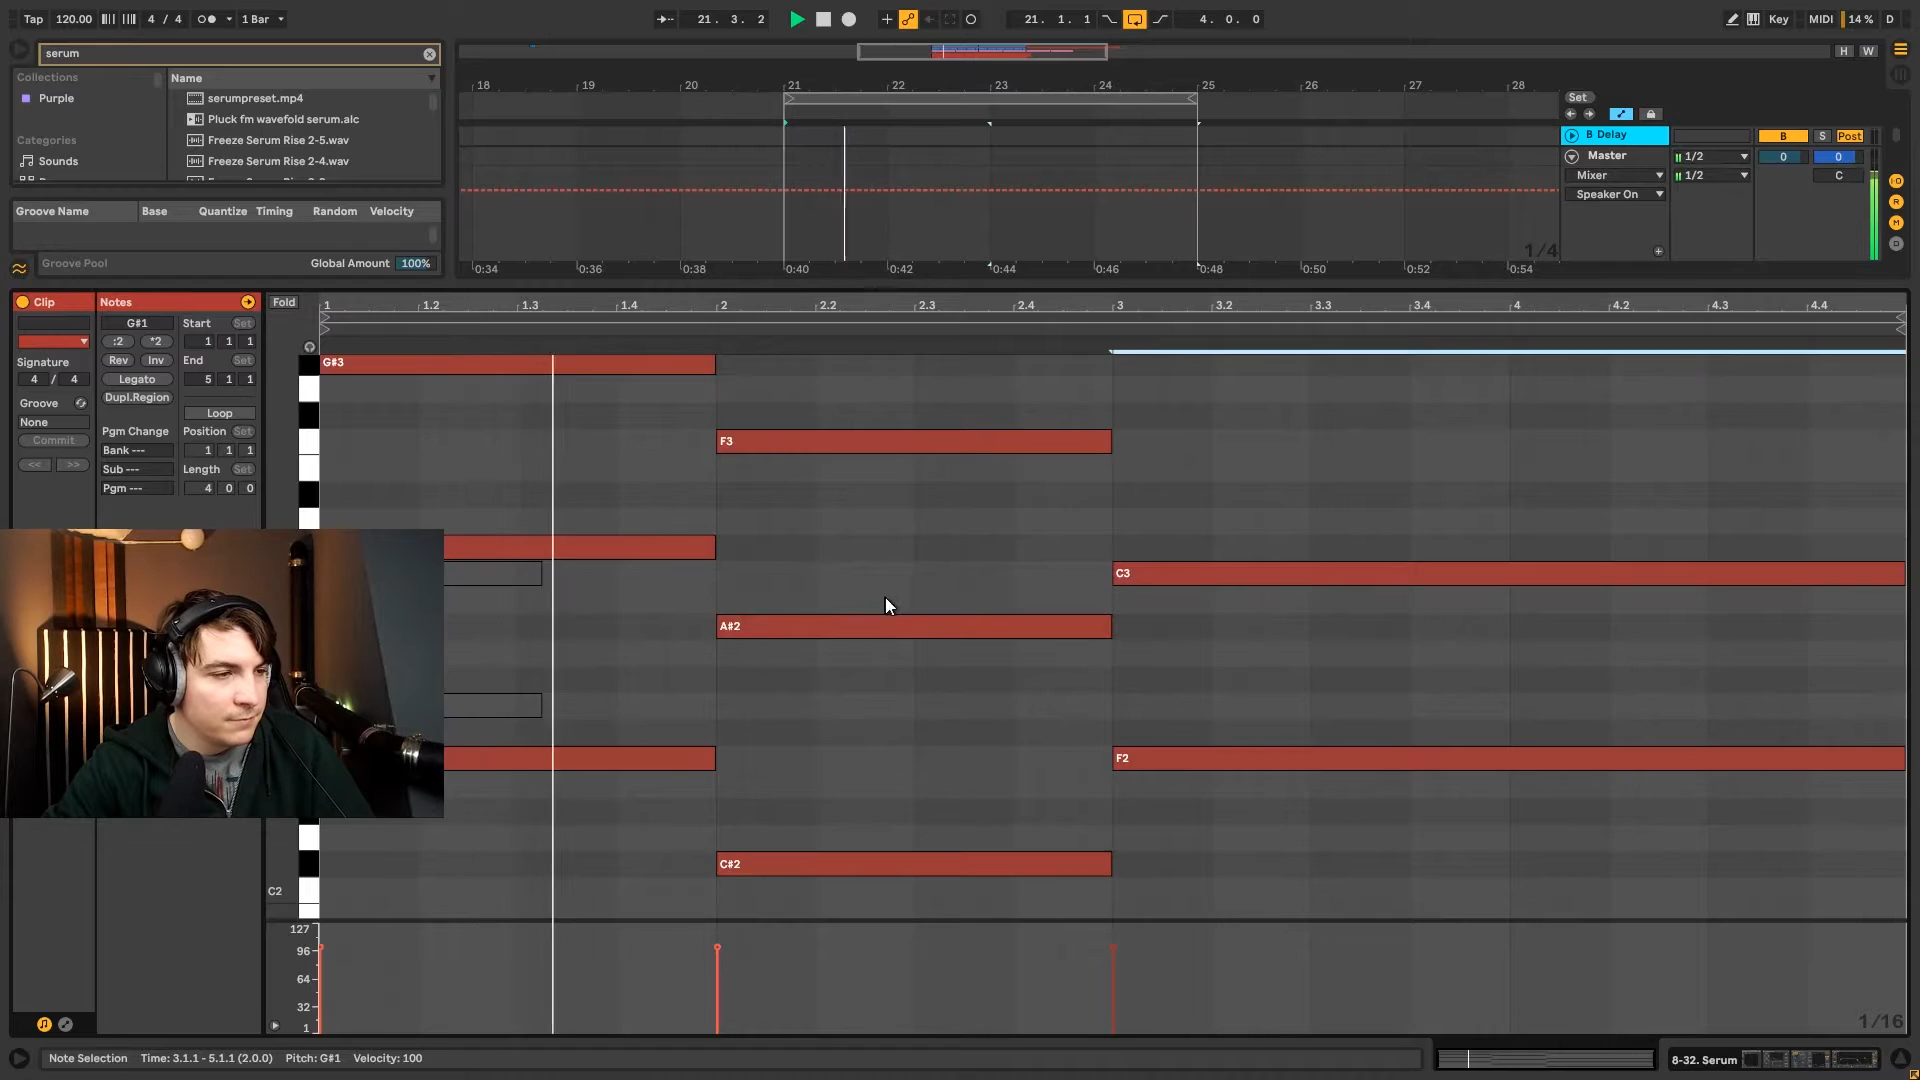 Tap 120.00 4 / 4 1 Bar 21. 3. 2 21. 1. 1 4. 0. 0 Key MIDI 14 % D
serum
H W
Collections
Purple
Categories
Sounds
Name
serumpreset.mp4
Pluck fm wavefold serum.alc
Freeze Serum Rise 2-5.wav
Freeze Serum Rise 2-4.wav
18 19 20 21 22 23 24 25 26 27 28
Set
B Delay B S Post
Master 1/2 0 0
Mixer 1/2 C
Speaker On
1/4
0:34 0:36 0:38 0:40 0:42 0:44 0:46 0:48 0:50 0:52 0:54
Groove Name Base Quantize Timing Random Velocity
Groove Pool Global Amount 100%
Clip Notes Fold
1 1.2 1.3 1.4 2 2.2 2.3 2.4 3 3.2 3.3 3.4 4 4.2 4.3 4.4
G#1 Start Set
:2 *2 1 1 1
Signature Rev Inv End Set
4 / 4 Legato 5 1 1
Groove Dupl.Region
None Loop
Commit Pgm Change Position Set
<< >> Bank --- 1 1 1
Sub --- Length Set
Pgm --- 4 0 0
G#3
F3
C3
A#2
F2
C#2
C2
127
96
64
32
1
1/16
Note Selection Time: 3.1.1 - 5.1.1 (2.0.0) Pitch: G#1 Velocity: 100
8-32. Serum